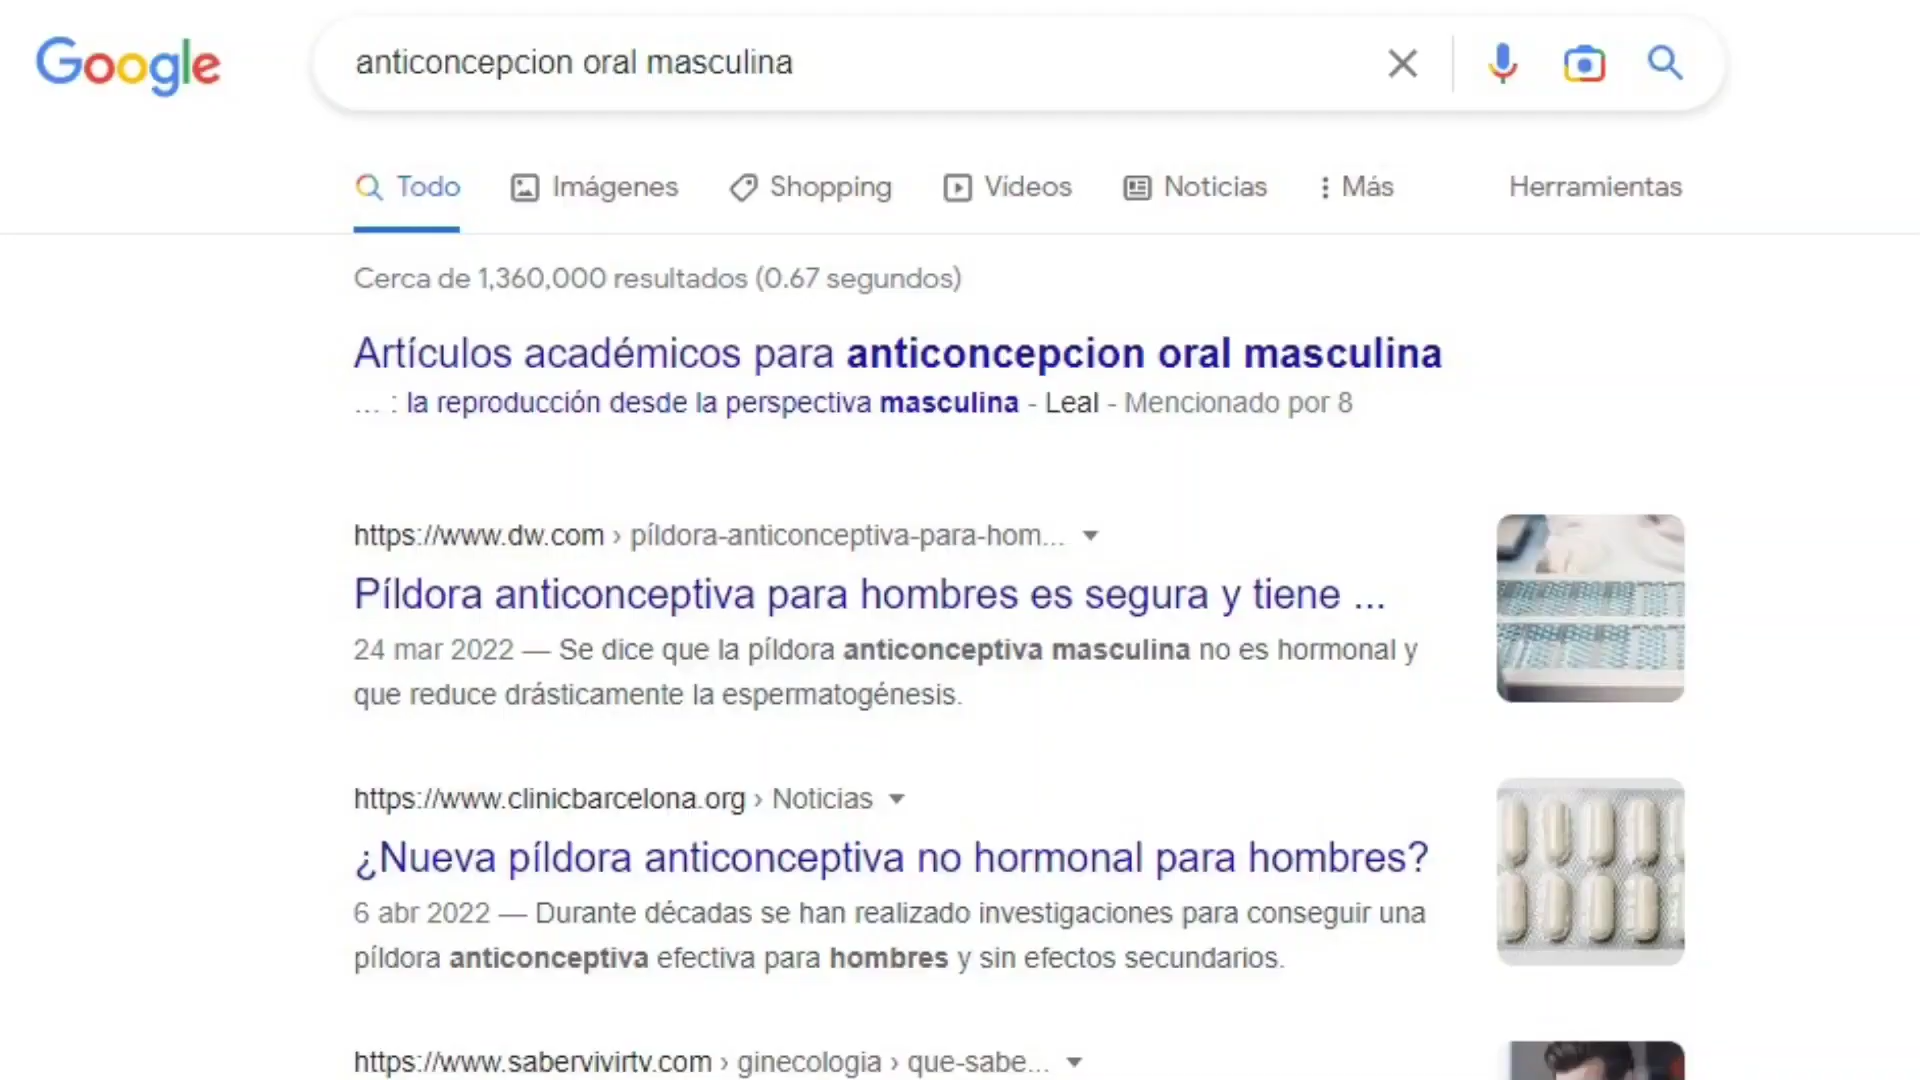 Google
anticoncepcion oral masculina
Todo Imágenes Shopping Videos Noticias Más Herramientas
Cerca de 1,360,000 resultados (0.67 segundos)
Artículos académicos para anticoncepcion oral masculina
... : la reproducción desde la perspectiva masculina - Leal - Mencionado por 8
https://www.dw.com › píldora-anticonceptiva-para-hom...
Píldora anticonceptiva para hombres es segura y tiene ...
24 mar 2022 — Se dice que la píldora anticonceptiva masculina no es hormonal y
que reduce drásticamente la espermatogénesis.
https://www.clinicbarcelona.org › Noticias
¿Nueva píldora anticonceptiva no hormonal para hombres?
6 abr 2022 — Durante décadas se han realizado investigaciones para conseguir una
píldora anticonceptiva efectiva para hombres y sin efectos secundarios.
https://www.sabervivirtv.com › ginecologia › que-sabe...